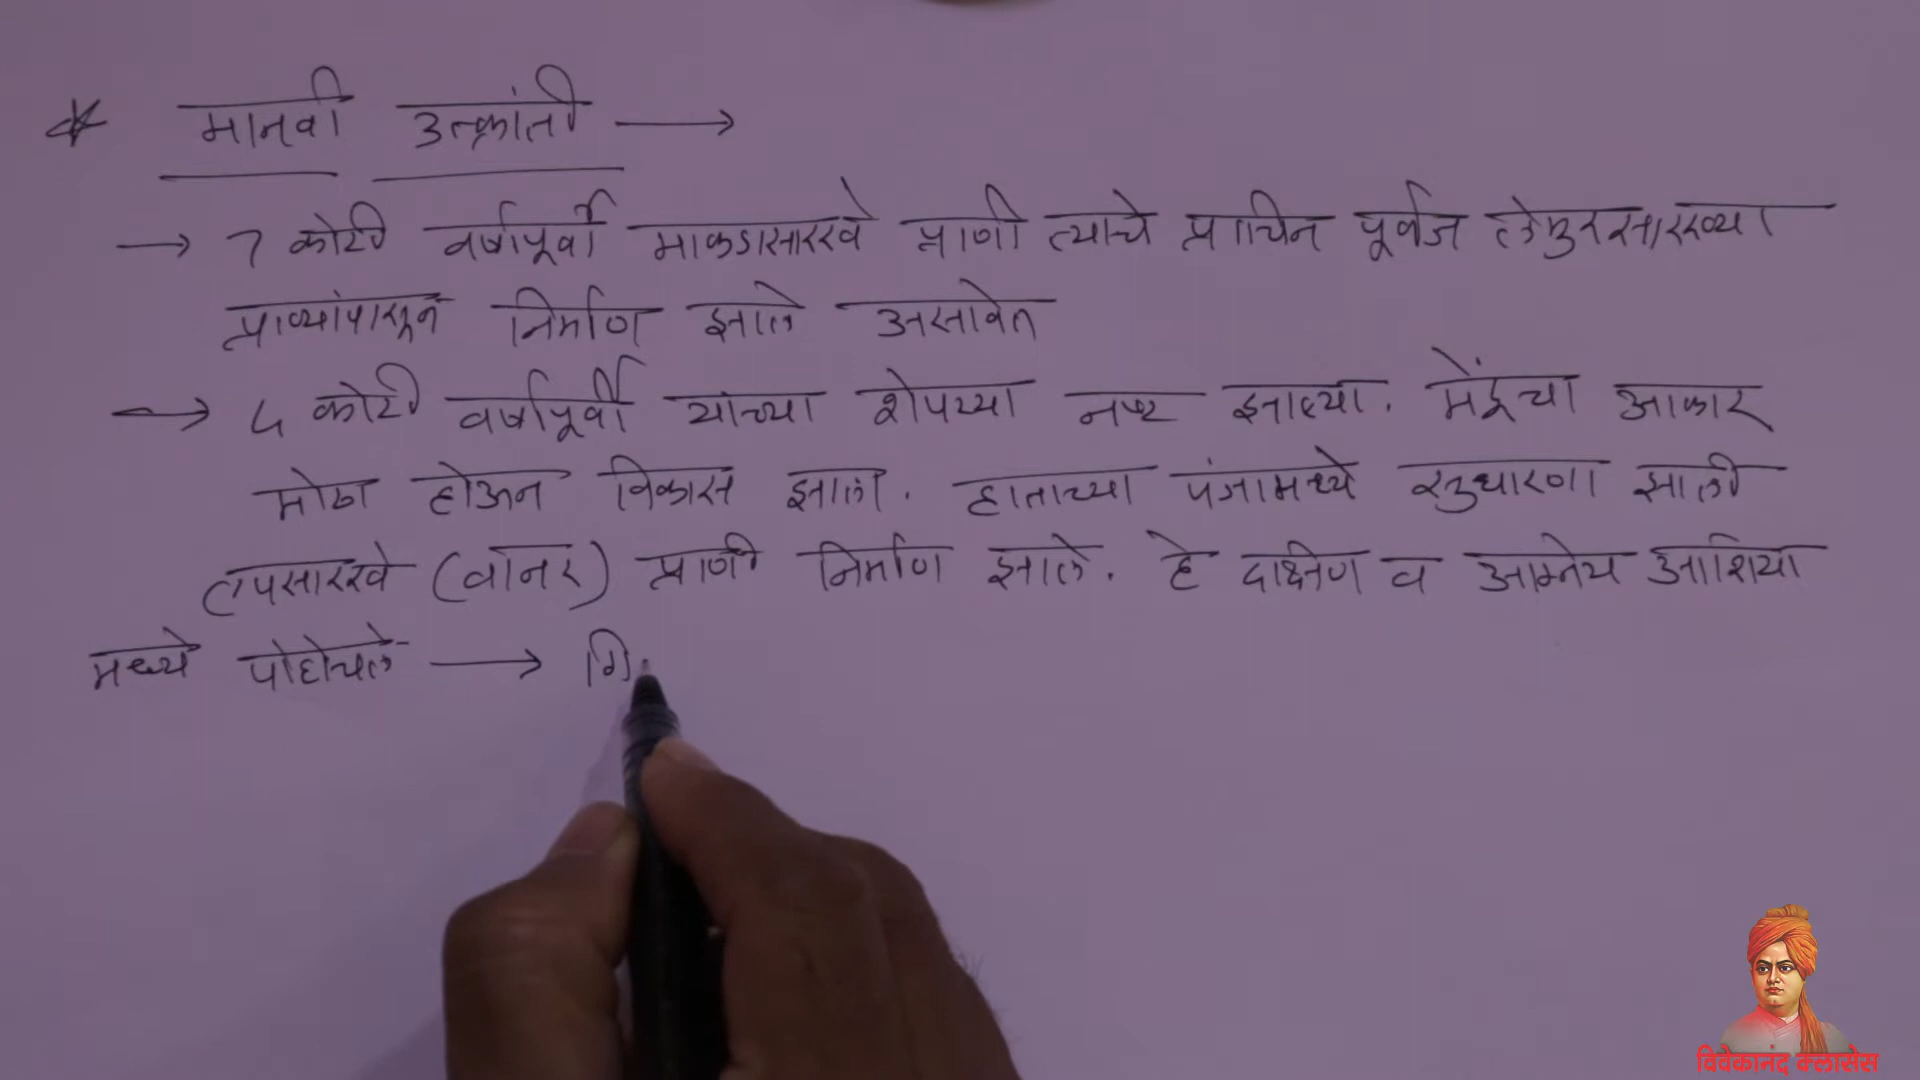 * मानवी उत्क्रांती →
→ 7 कोटी वर्षापूर्वी माकडासारखे प्राणी त्याचे प्राचिन पूर्वज लेमुरसारख्या
प्राण्यांपासून निर्माण झाले असावेत
→ 4 कोटी वर्षापूर्वी यांच्या शेपट्या नष्ट झाल्या. मेंदूचा आकार
मोठा होऊन विकास झाला. हाताच्या पंजामध्ये सुधारणा झाली
एपसारखे (वानर) प्राणी निर्माण झाले. हे दक्षिण व आग्नेय आशिया
मध्ये पोहोचले → गि
विवेकानंद क्लासेस